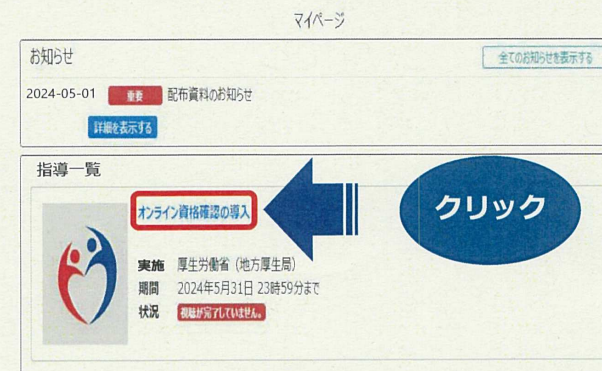 マイページ
お知らせ
全てのお知らせを表示する
2024-05-01 重要 配布資料のお知らせ
詳細を表示する
指導一覧
オンライン資格確認の導入
クリック
実施 厚生労働省（地方厚生局）
期間 2024年5月31日 23時59分まで
状況 視聴が完了していません。